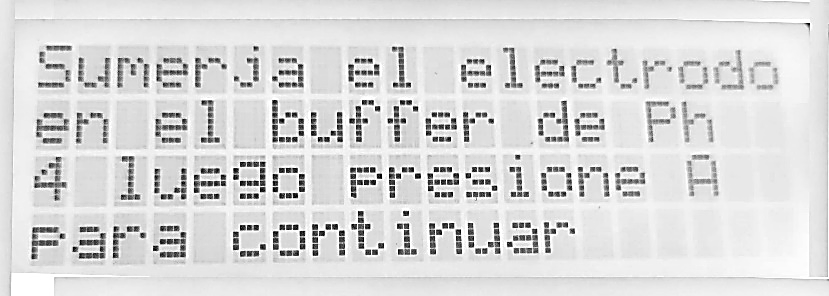 Sumerja el electrodo
en el buffer de Ph
4 luego presione A
para continuar